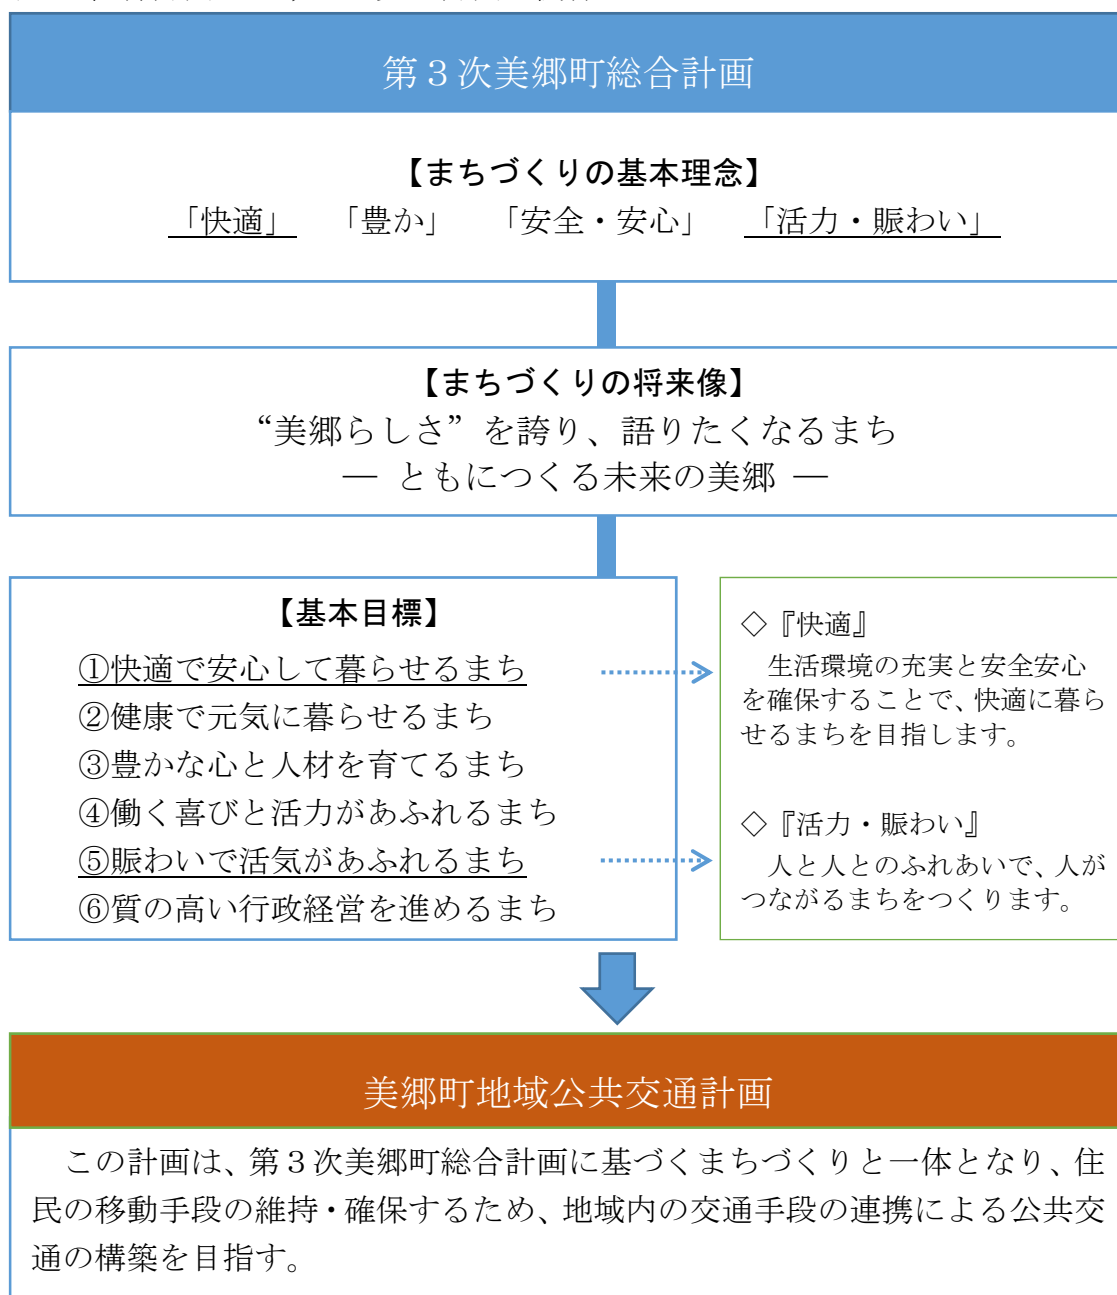 第３次美郷町総合計画
【まちづくりの基本理念】
「快適」 「豊か」 「安全・安心」 「活力・賑わい」
【まちづくりの将来像】
“美郷らしさ”を誇り、語りたくなるまち
― ともにつくる未来の美郷 ―
【基本目標】
①快適で安心して暮らせるまち
②健康で元気に暮らせるまち
③豊かな心と人材を育てるまち
④働く喜びと活力があふれるまち
⑤賑わいで活気があふれるまち
⑥質の高い行政経営を進めるまち
◇『快適』
生活環境の充実と安全安心
を確保することで、快適に暮ら
せるまちを目指します。
◇『活力・賑わい』
人と人とのふれあいで、人が
つながるまちをつくります。
美郷町地域公共交通計画
この計画は、第３次美郷町総合計画に基づくまちづくりと一体となり、住
民の移動手段の維持・確保するため、地域内の交通手段の連携による公共交
通の構築を目指す。